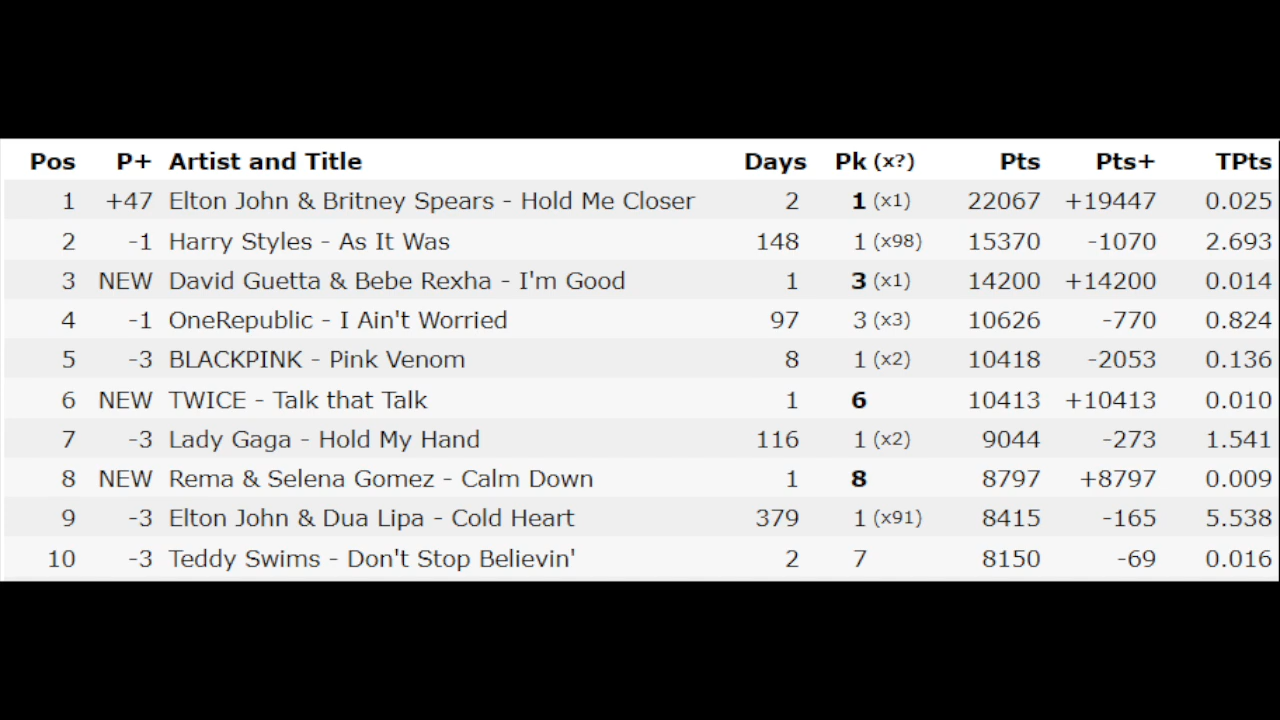 Pos P+ Artist and Title Days Pk (x?) Pts Pts+ TPts
1 +47 Elton John & Britney Spears - Hold Me Closer 2 1 (x1) 22067 +19447 0.025
2 -1 Harry Styles - As It Was 148 1 (x98) 15370 -1070 2.693
3 NEW David Guetta & Bebe Rexha - I'm Good 1 3 (x1) 14200 +14200 0.014
4 -1 OneRepublic - I Ain't Worried 97 3 (x3) 10626 -770 0.824
5 -3 BLACKPINK - Pink Venom 8 1 (x2) 10418 -2053 0.136
6 NEW TWICE - Talk that Talk 1 6 10413 +10413 0.010
7 -3 Lady Gaga - Hold My Hand 116 1 (x2) 9044 -273 1.541
8 NEW Rema & Selena Gomez - Calm Down 1 8 8797 +8797 0.009
9 -3 Elton John & Dua Lipa - Cold Heart 379 1 (x91) 8415 -165 5.538
10 -3 Teddy Swims - Don't Stop Believin' 2 7 8150 -69 0.016